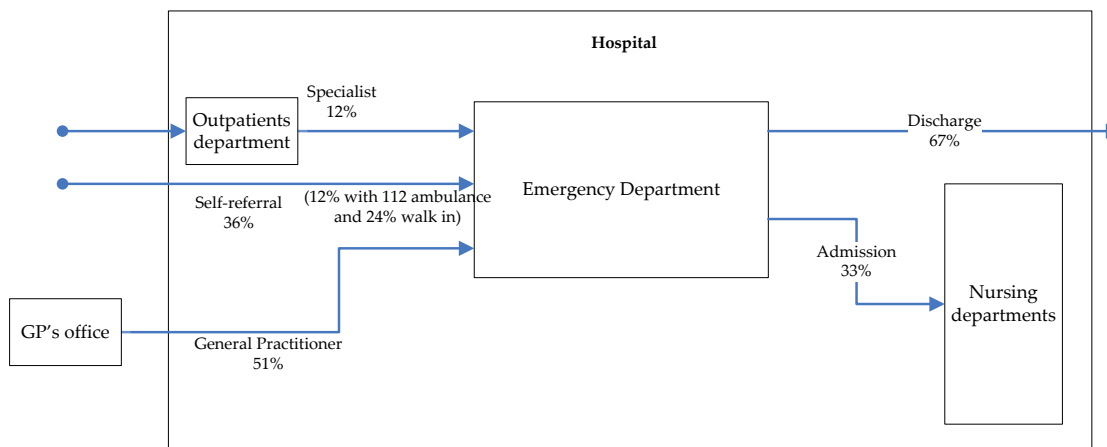 Hospital
Specialist
12%
Outpatients
department
Discharge
67%
Emergency Department
Self-referral
36%
(12% with 112 ambulance
and 24% walk in)
Admission
33%
Nursing
departments
GP's office
General Practitioner
51%